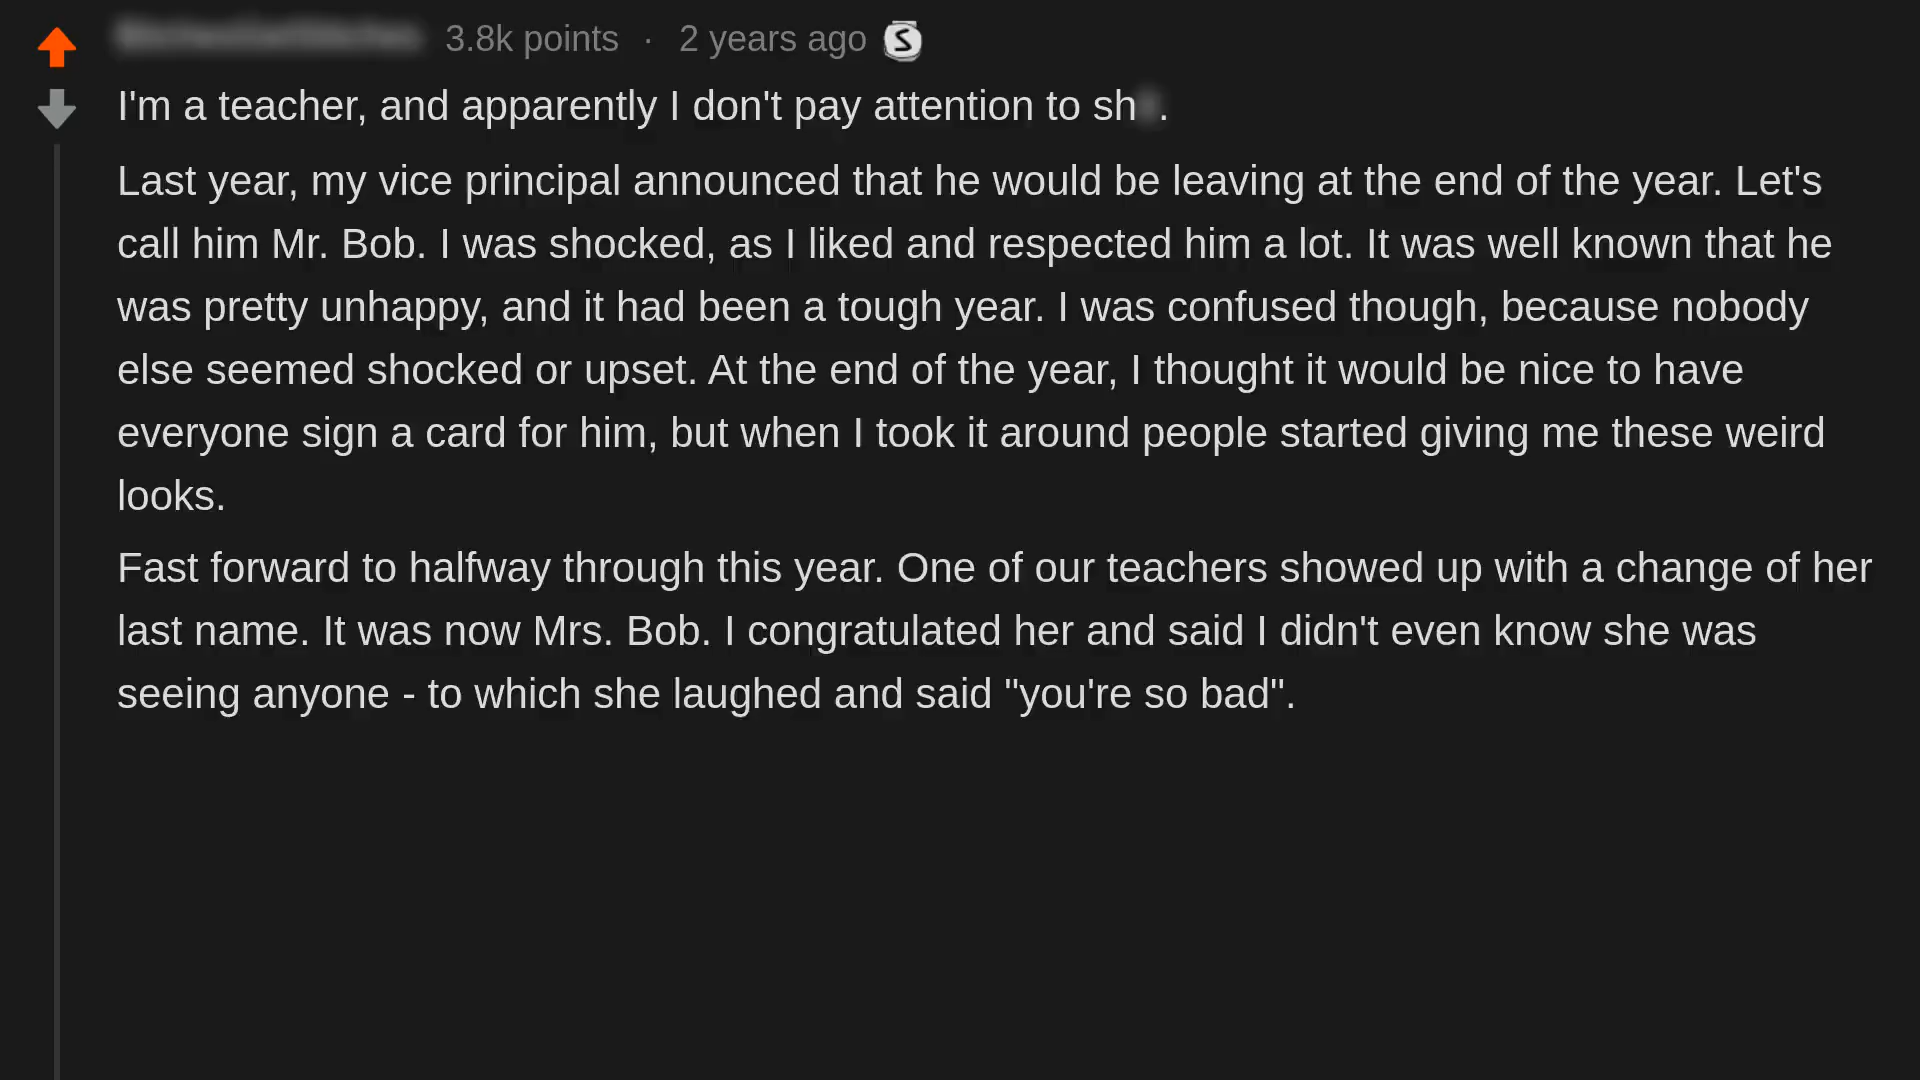 3.8k points · 2 years ago S
I'm a teacher, and apparently I don't pay attention to sh.
Last year, my vice principal announced that he would be leaving at the end of the year. Let's
call him Mr. Bob. I was shocked, as I liked and respected him a lot. It was well known that he
was pretty unhappy, and it had been a tough year. I was confused though, because nobody
else seemed shocked or upset. At the end of the year, I thought it would be nice to have
everyone sign a card for him, but when I took it around people started giving me these weird
looks.
Fast forward to halfway through this year. One of our teachers showed up with a change of her
last name. It was now Mrs. Bob. I congratulated her and said I didn't even know she was
seeing anyone - to which she laughed and said "you're so bad".